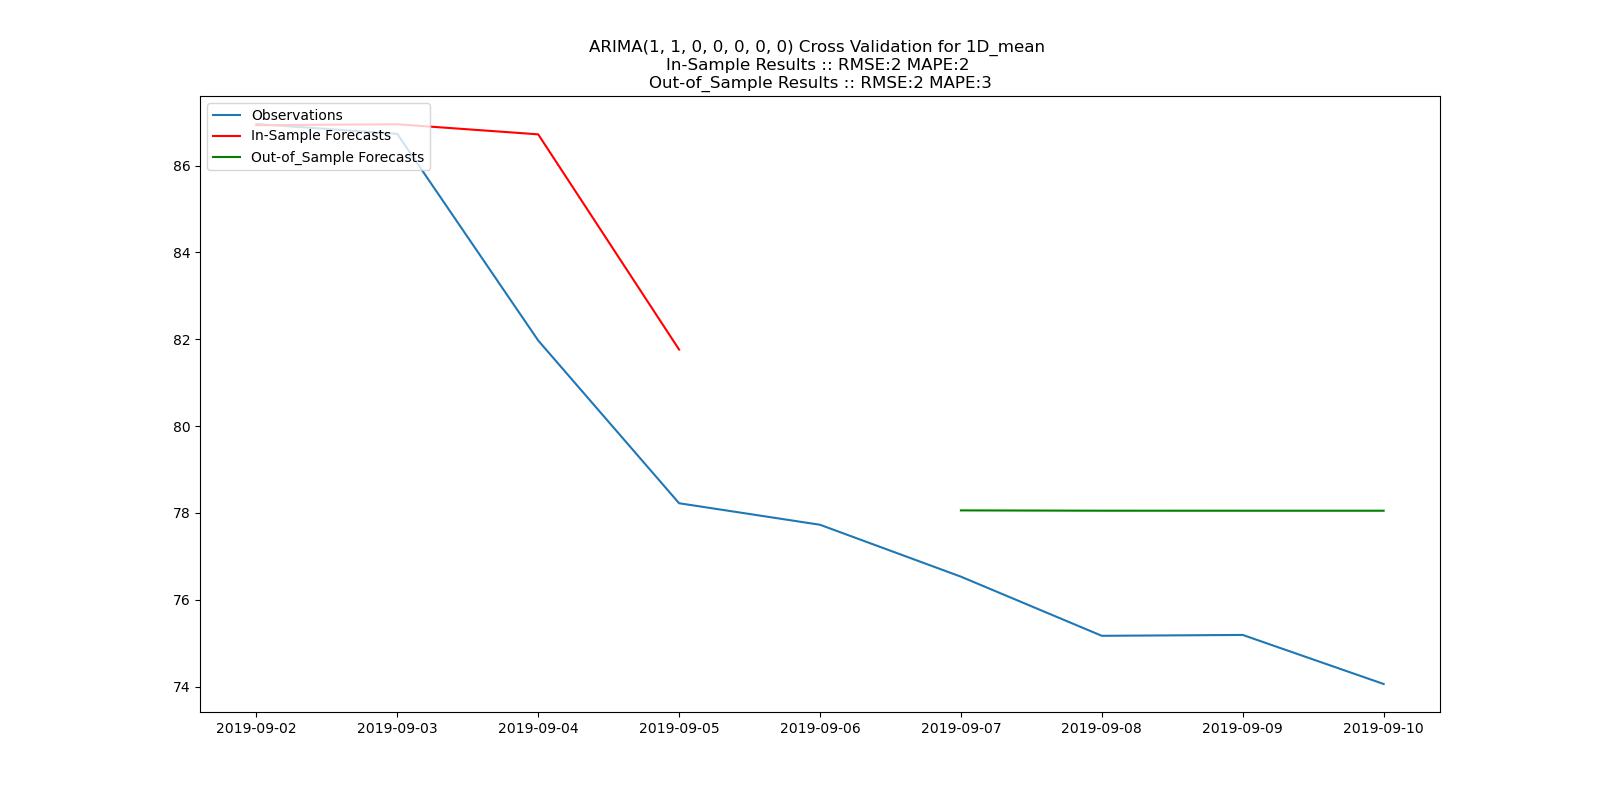 ARIMA(1, 1, 0, 0, 0, 0, 0) Cross Validation for 1D_mean
In-Sample Results :: RMSE:2 MAPE:2
Out-of_Sample Results :: RMSE:2 MAPE:3
Observations
In-Sample Forecasts
Out-of_Sample Forecasts
86
84
82
80
78
76
74
2019-09-02 2019-09-03 2019-09-04 2019-09-05 2019-09-06 2019-09-07 2019-09-08 2019-09-09 2019-09-10